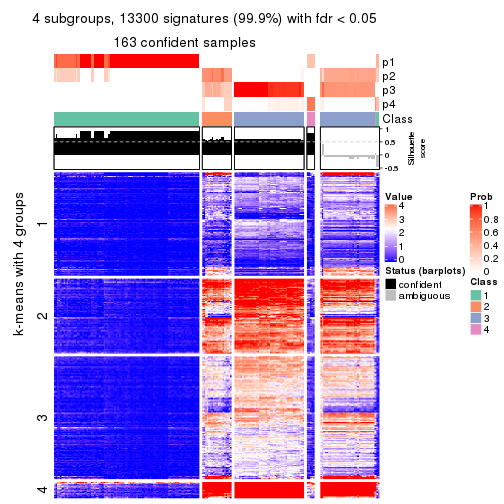 4 subgroups, 13300 signatures (99.9%) with fdr < 0.05
163 confident samples
p1
p2
p3
p4
Class
1
0.5
0
-0.5
Silhouette
score
k-means with 4 groups
1
2
3
4
Value
4
3
2
1
0
Status (barplots)
confident
ambiguous
Prob
1
0.8
0.6
0.4
0.2
0
Class
1
2
3
4